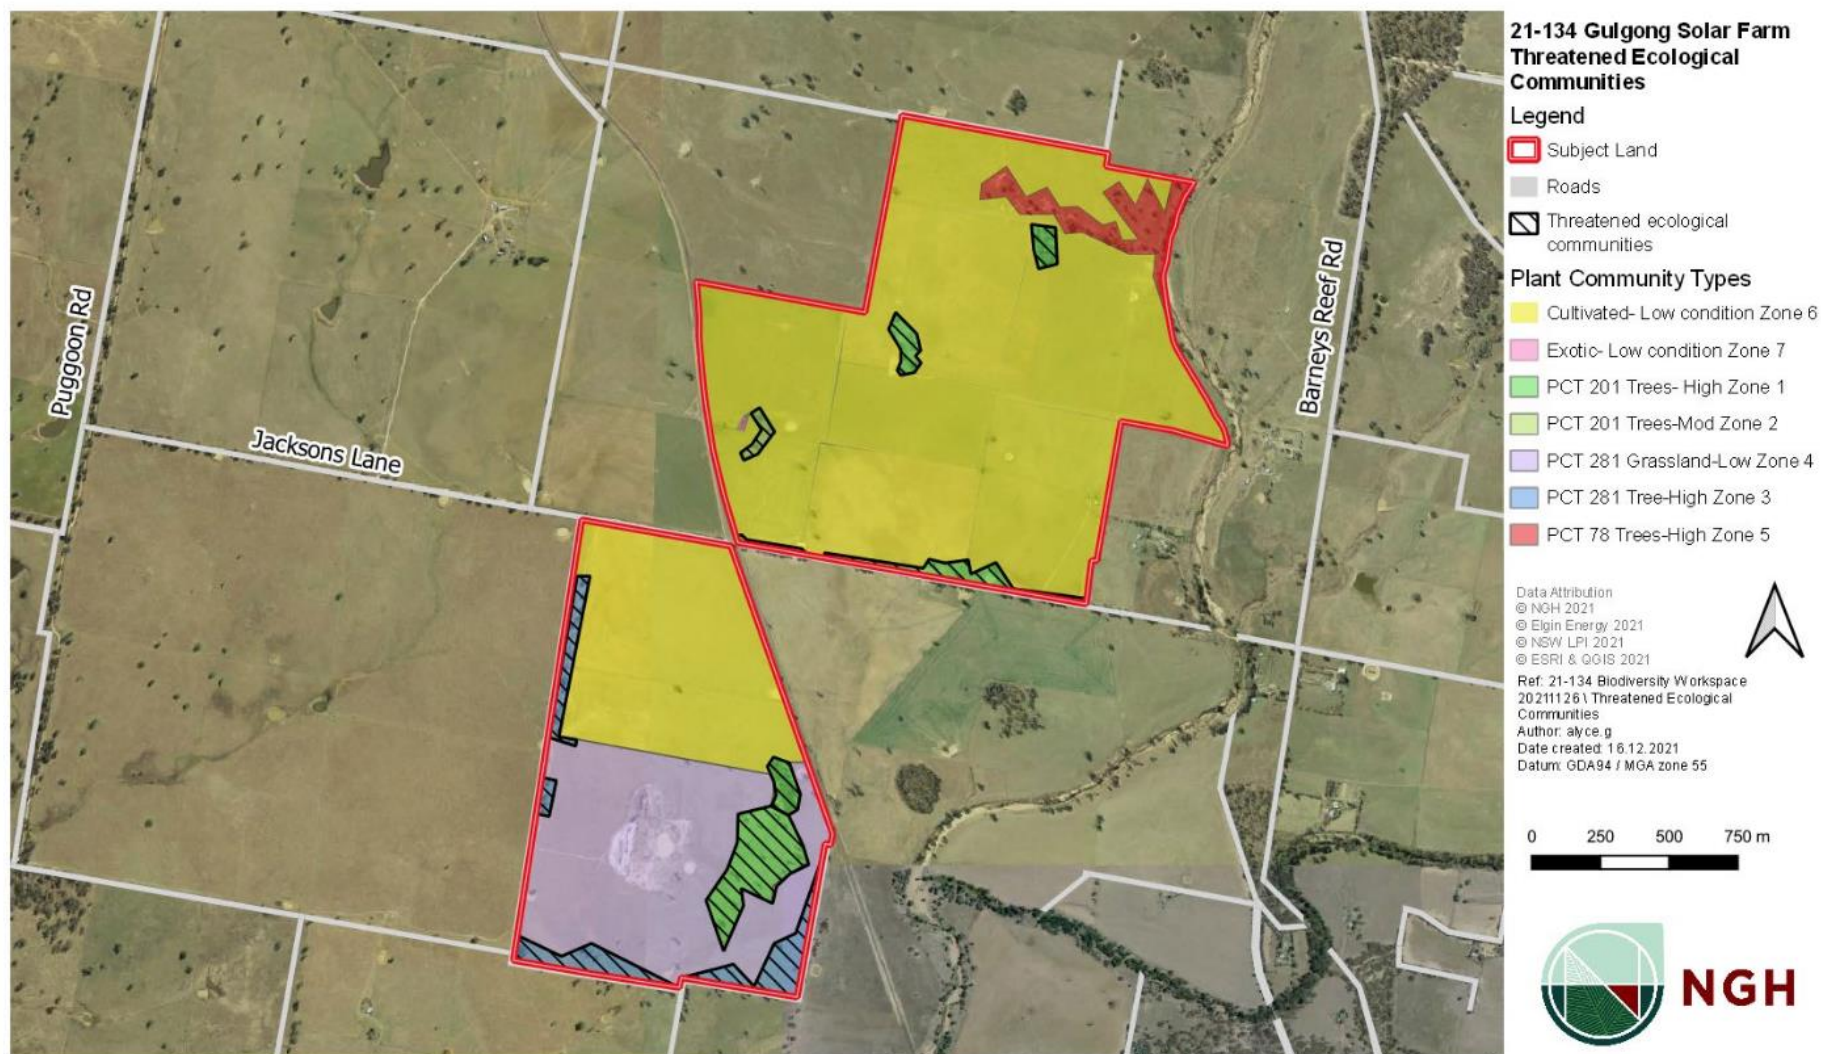 21-134 Gulgong Solar Farm
Threatened Ecological
Communities
Legend
Subject Land
Roads
Threatened ecological
communities
Plant Community Types
Cultivated- Low condition Zone 6
Exotic- Low condition Zone 7
PCT 201 Trees- High Zone 1
PCT 201 Trees-Mod Zone 2
PCT 281 Grassland-Low Zone 4
PCT 281 Tree-High Zone 3
PCT 78 Trees-High Zone 5
Data Attribution
© NGH 2021
© Elgin Energy 2021
© NSW LPI 2021
© ESRI & QGIS 2021
Ref: 21-134 Biodiversity Workspace
20211126 \ Threatened Ecological
Communities
Author: alyce.g
Date created: 16.12.2021
Datum: GDA94 / MGA zone 55
0 250 500 750 m
NGH
Puggoon Rd
Jacksons Lane
Barneys Reef Rd